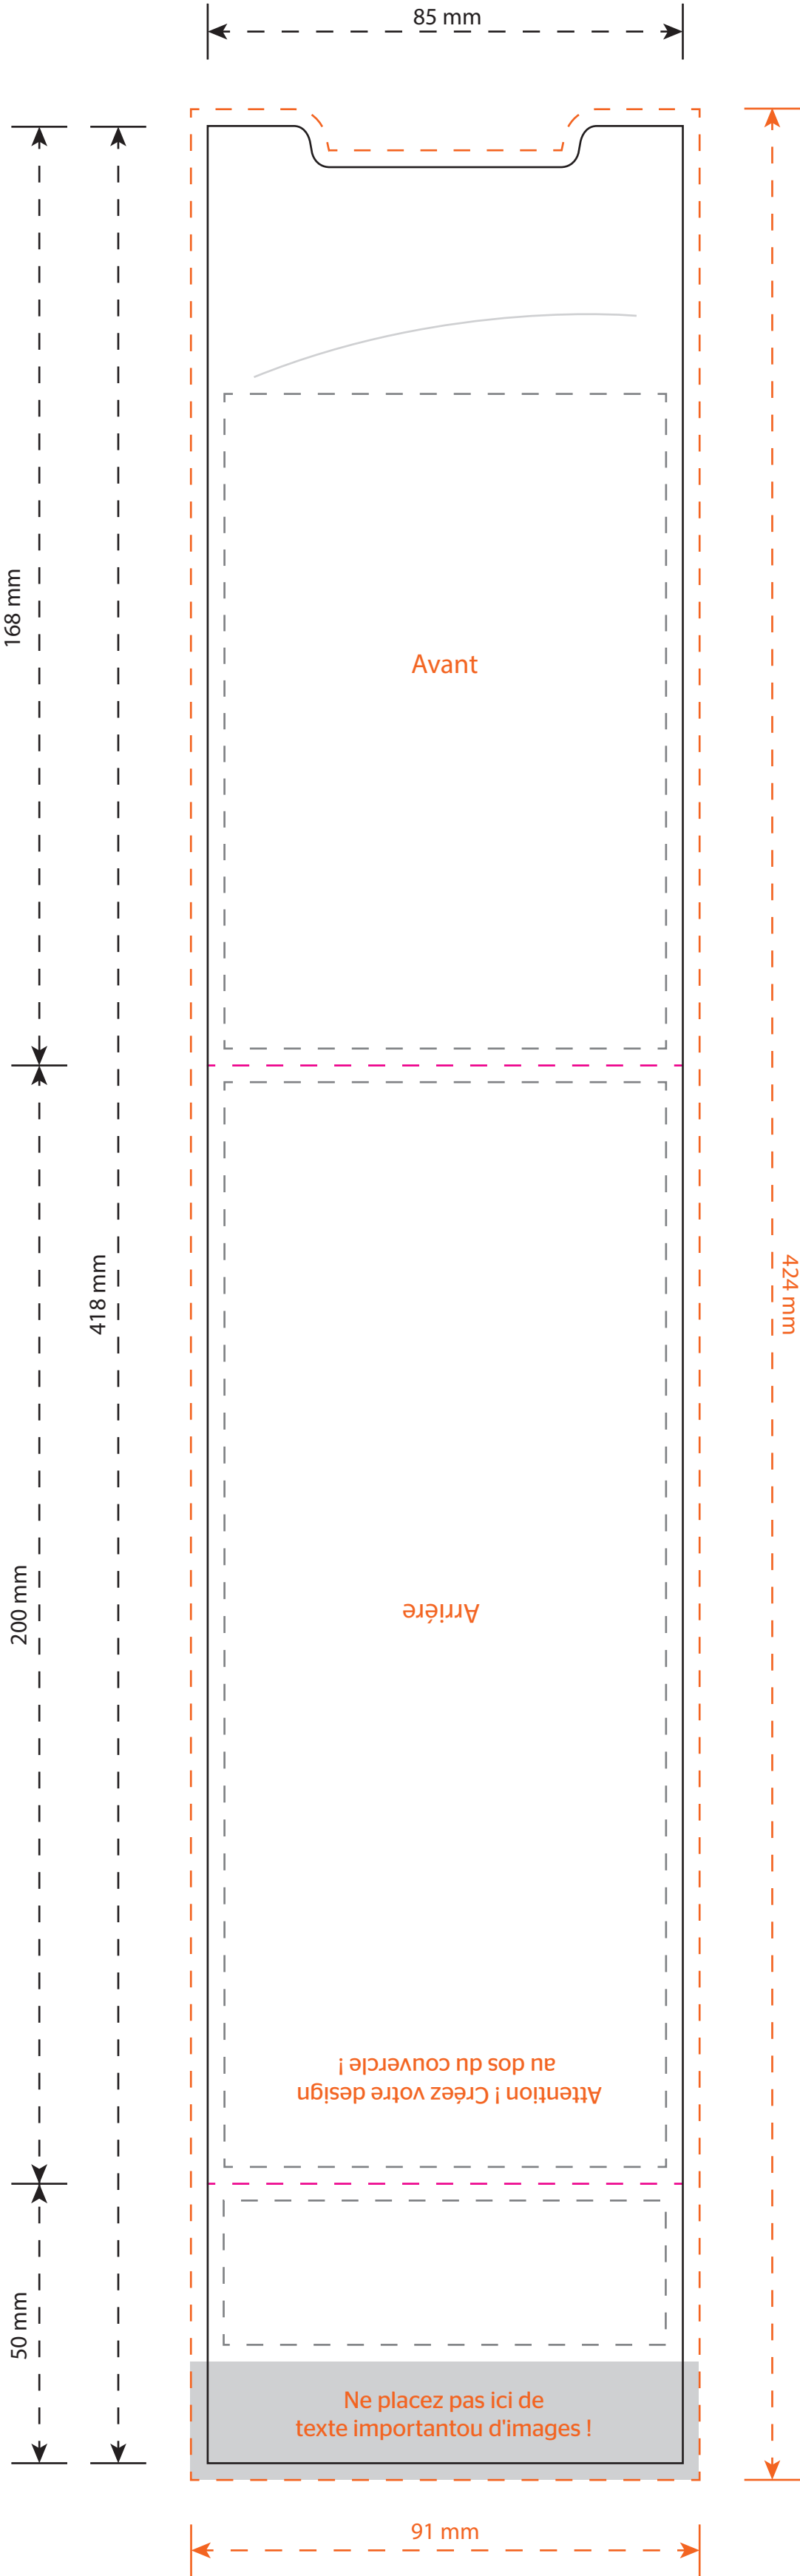 85 mm
168 mm
Avant
418 mm
424 mm
200 mm
Arriére
Attention ! Créez votre design
au dos du couvercle !
50 mm
Ne placez pas ici de
texte importantou d'images !
91 mm